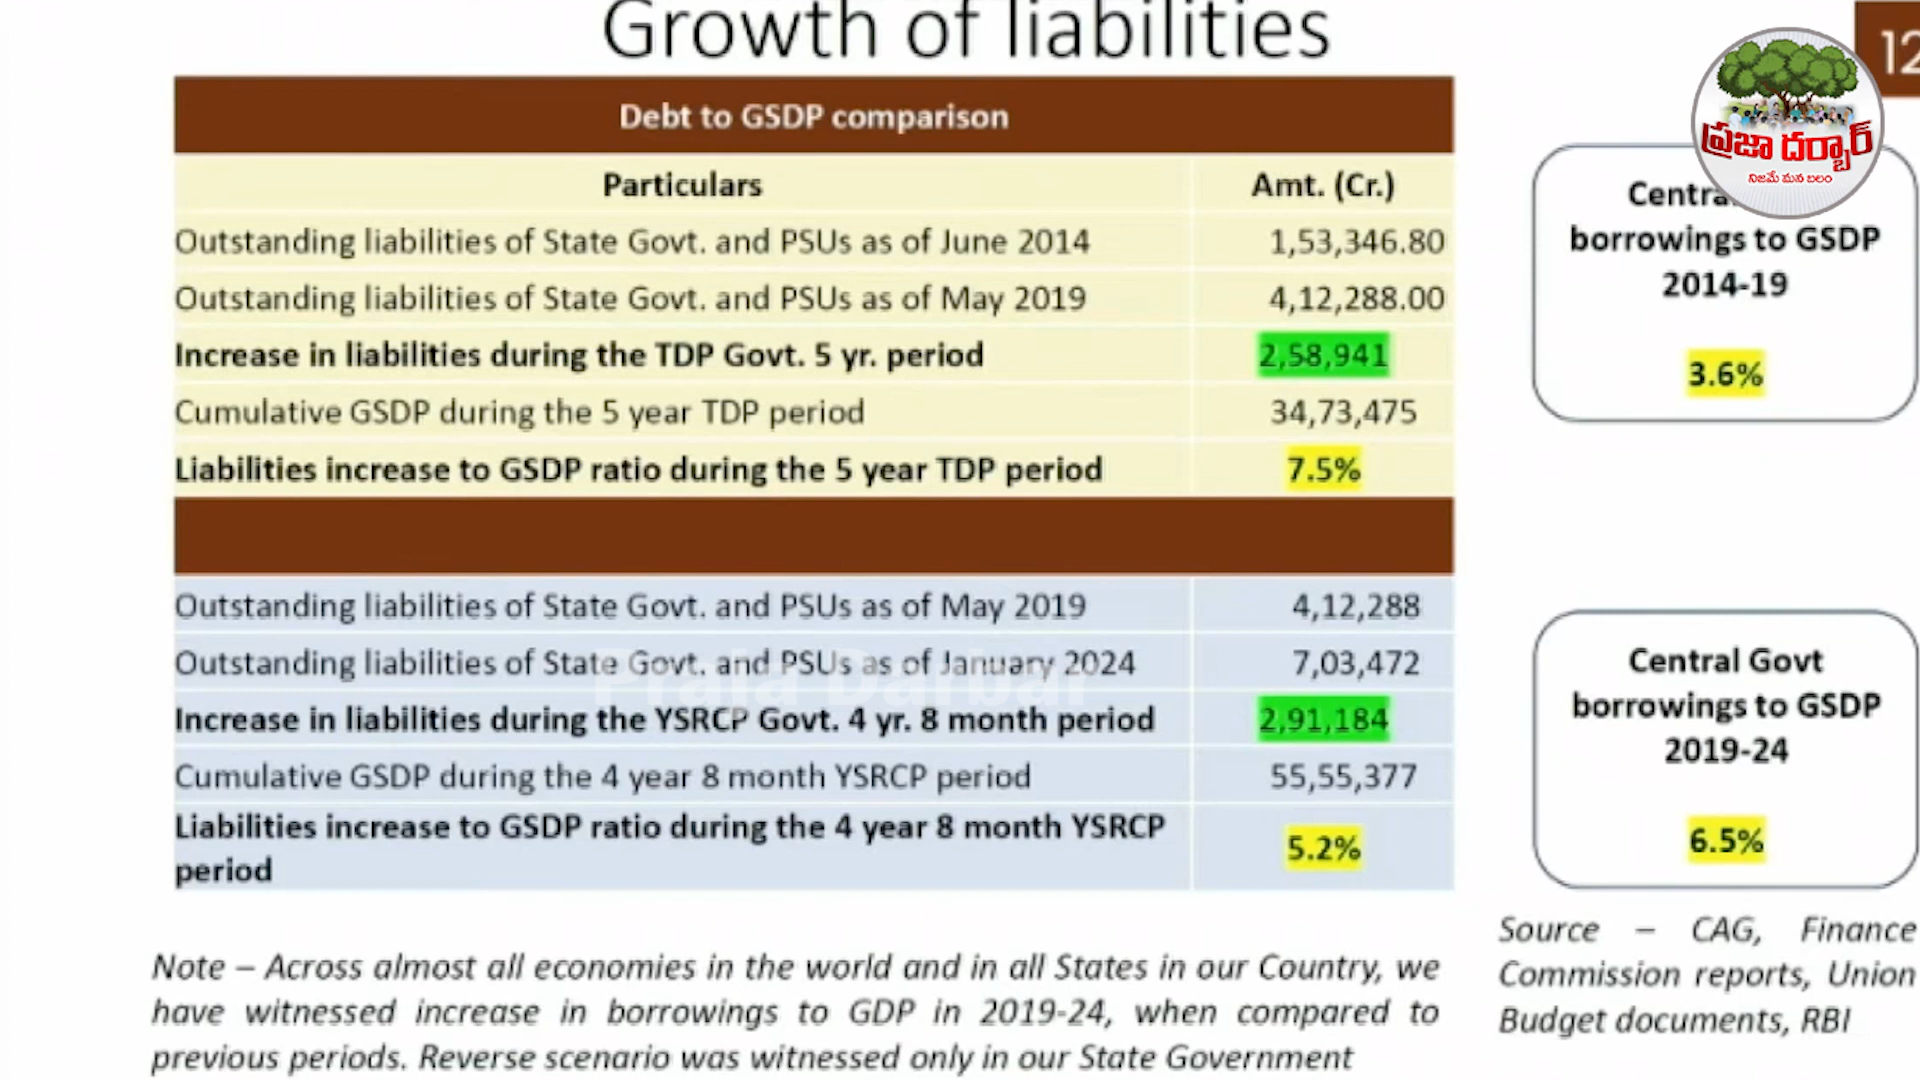 Growth of liabilities
12
ప్రజా దర్బార్
నిజమే మన బలం
Debt to GSDP comparison
Particulars Amt. (Cr.)
Outstanding liabilities of State Govt. and PSUs as of June 2014 1,53,346.80
Outstanding liabilities of State Govt. and PSUs as of May 2019 4,12,288.00
Increase in liabilities during the TDP Govt. 5 yr. period 2,58,941
Cumulative GSDP during the 5 year TDP period 34,73,475
Liabilities increase to GSDP ratio during the 5 year TDP period 7.5%
Outstanding liabilities of State Govt. and PSUs as of May 2019 4,12,288
Outstanding liabilities of State Govt. and PSUs as of January 2024 7,03,472
Increase in liabilities during the YSRCP Govt. 4 yr. 8 month period 2,91,184
Cumulative GSDP during the 4 year 8 month YSRCP period 55,55,377
Liabilities increase to GSDP ratio during the 4 year 8 month YSRCP
period 5.2%
Praja Darbar
borrowings to GSDP
2014-19
3.6%
Central Govt
borrowings to GSDP
2019-24
6.5%
Note – Across almost all economies in the world and in all States in our Country, we
have witnessed increase in borrowings to GDP in 2019-24, when compared to
previous periods. Reverse scenario was witnessed only in our State Government
Source – CAG, Finance
Commission reports, Union
Budget documents, RBI